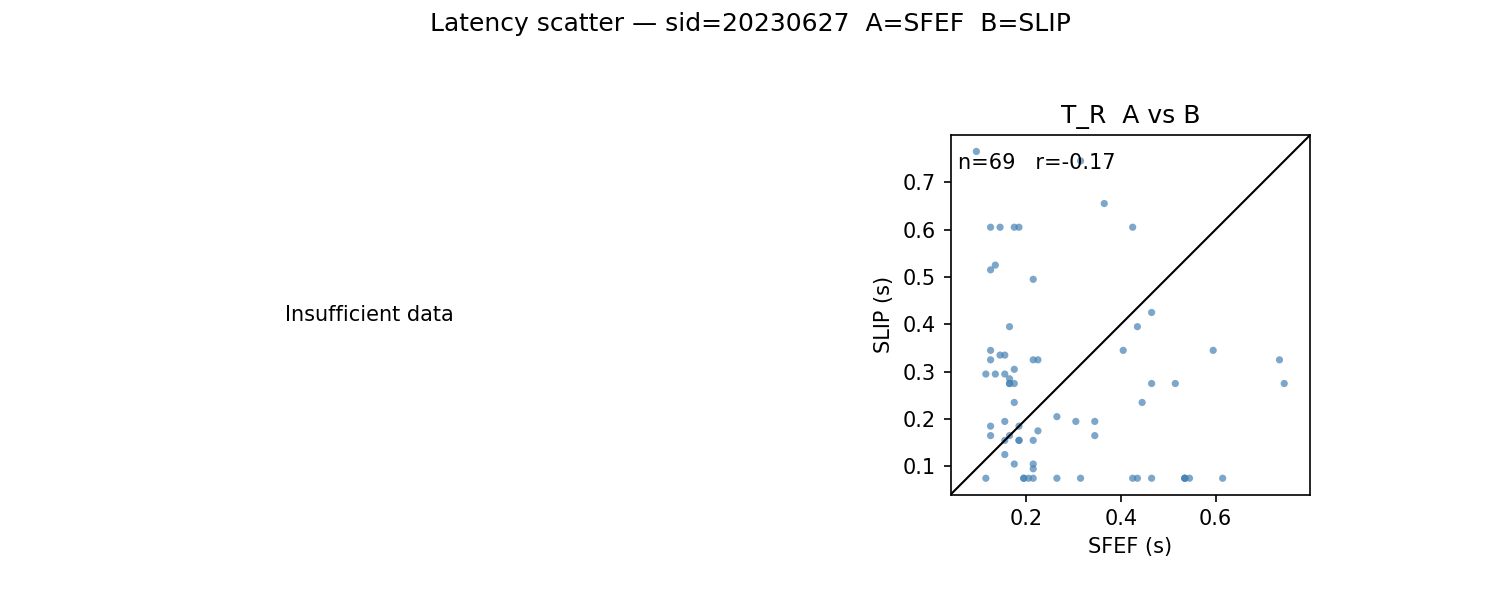 Latency scatter — sid=20230627  A=SFEF  B=SLIP
Insufficient data
T_R  A vs B
n=69   r=-0.17
0.7
0.6
0.5
0.4
0.3
0.2
0.1
SLIP (s)
0.2
0.4
0.6
SFEF (s)